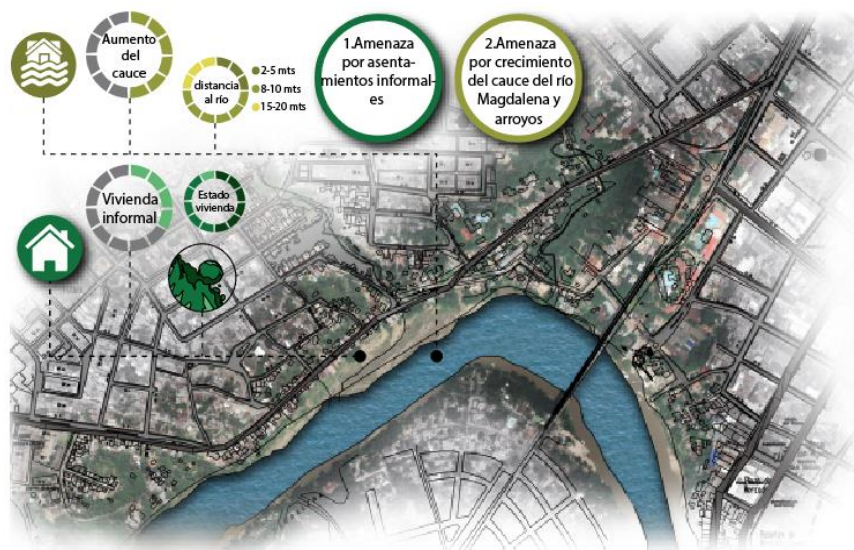 Aumento
del
cauce
distancia
al río
2-5 mts
8-10 mts
15-20 mts
1.Amenaza
por asenta-
mientos informal-
es
2.Amenaza
por crecimiento
del cauce del río
Magdalena y
arroyos
Vivienda
informal
Estado
vivienda